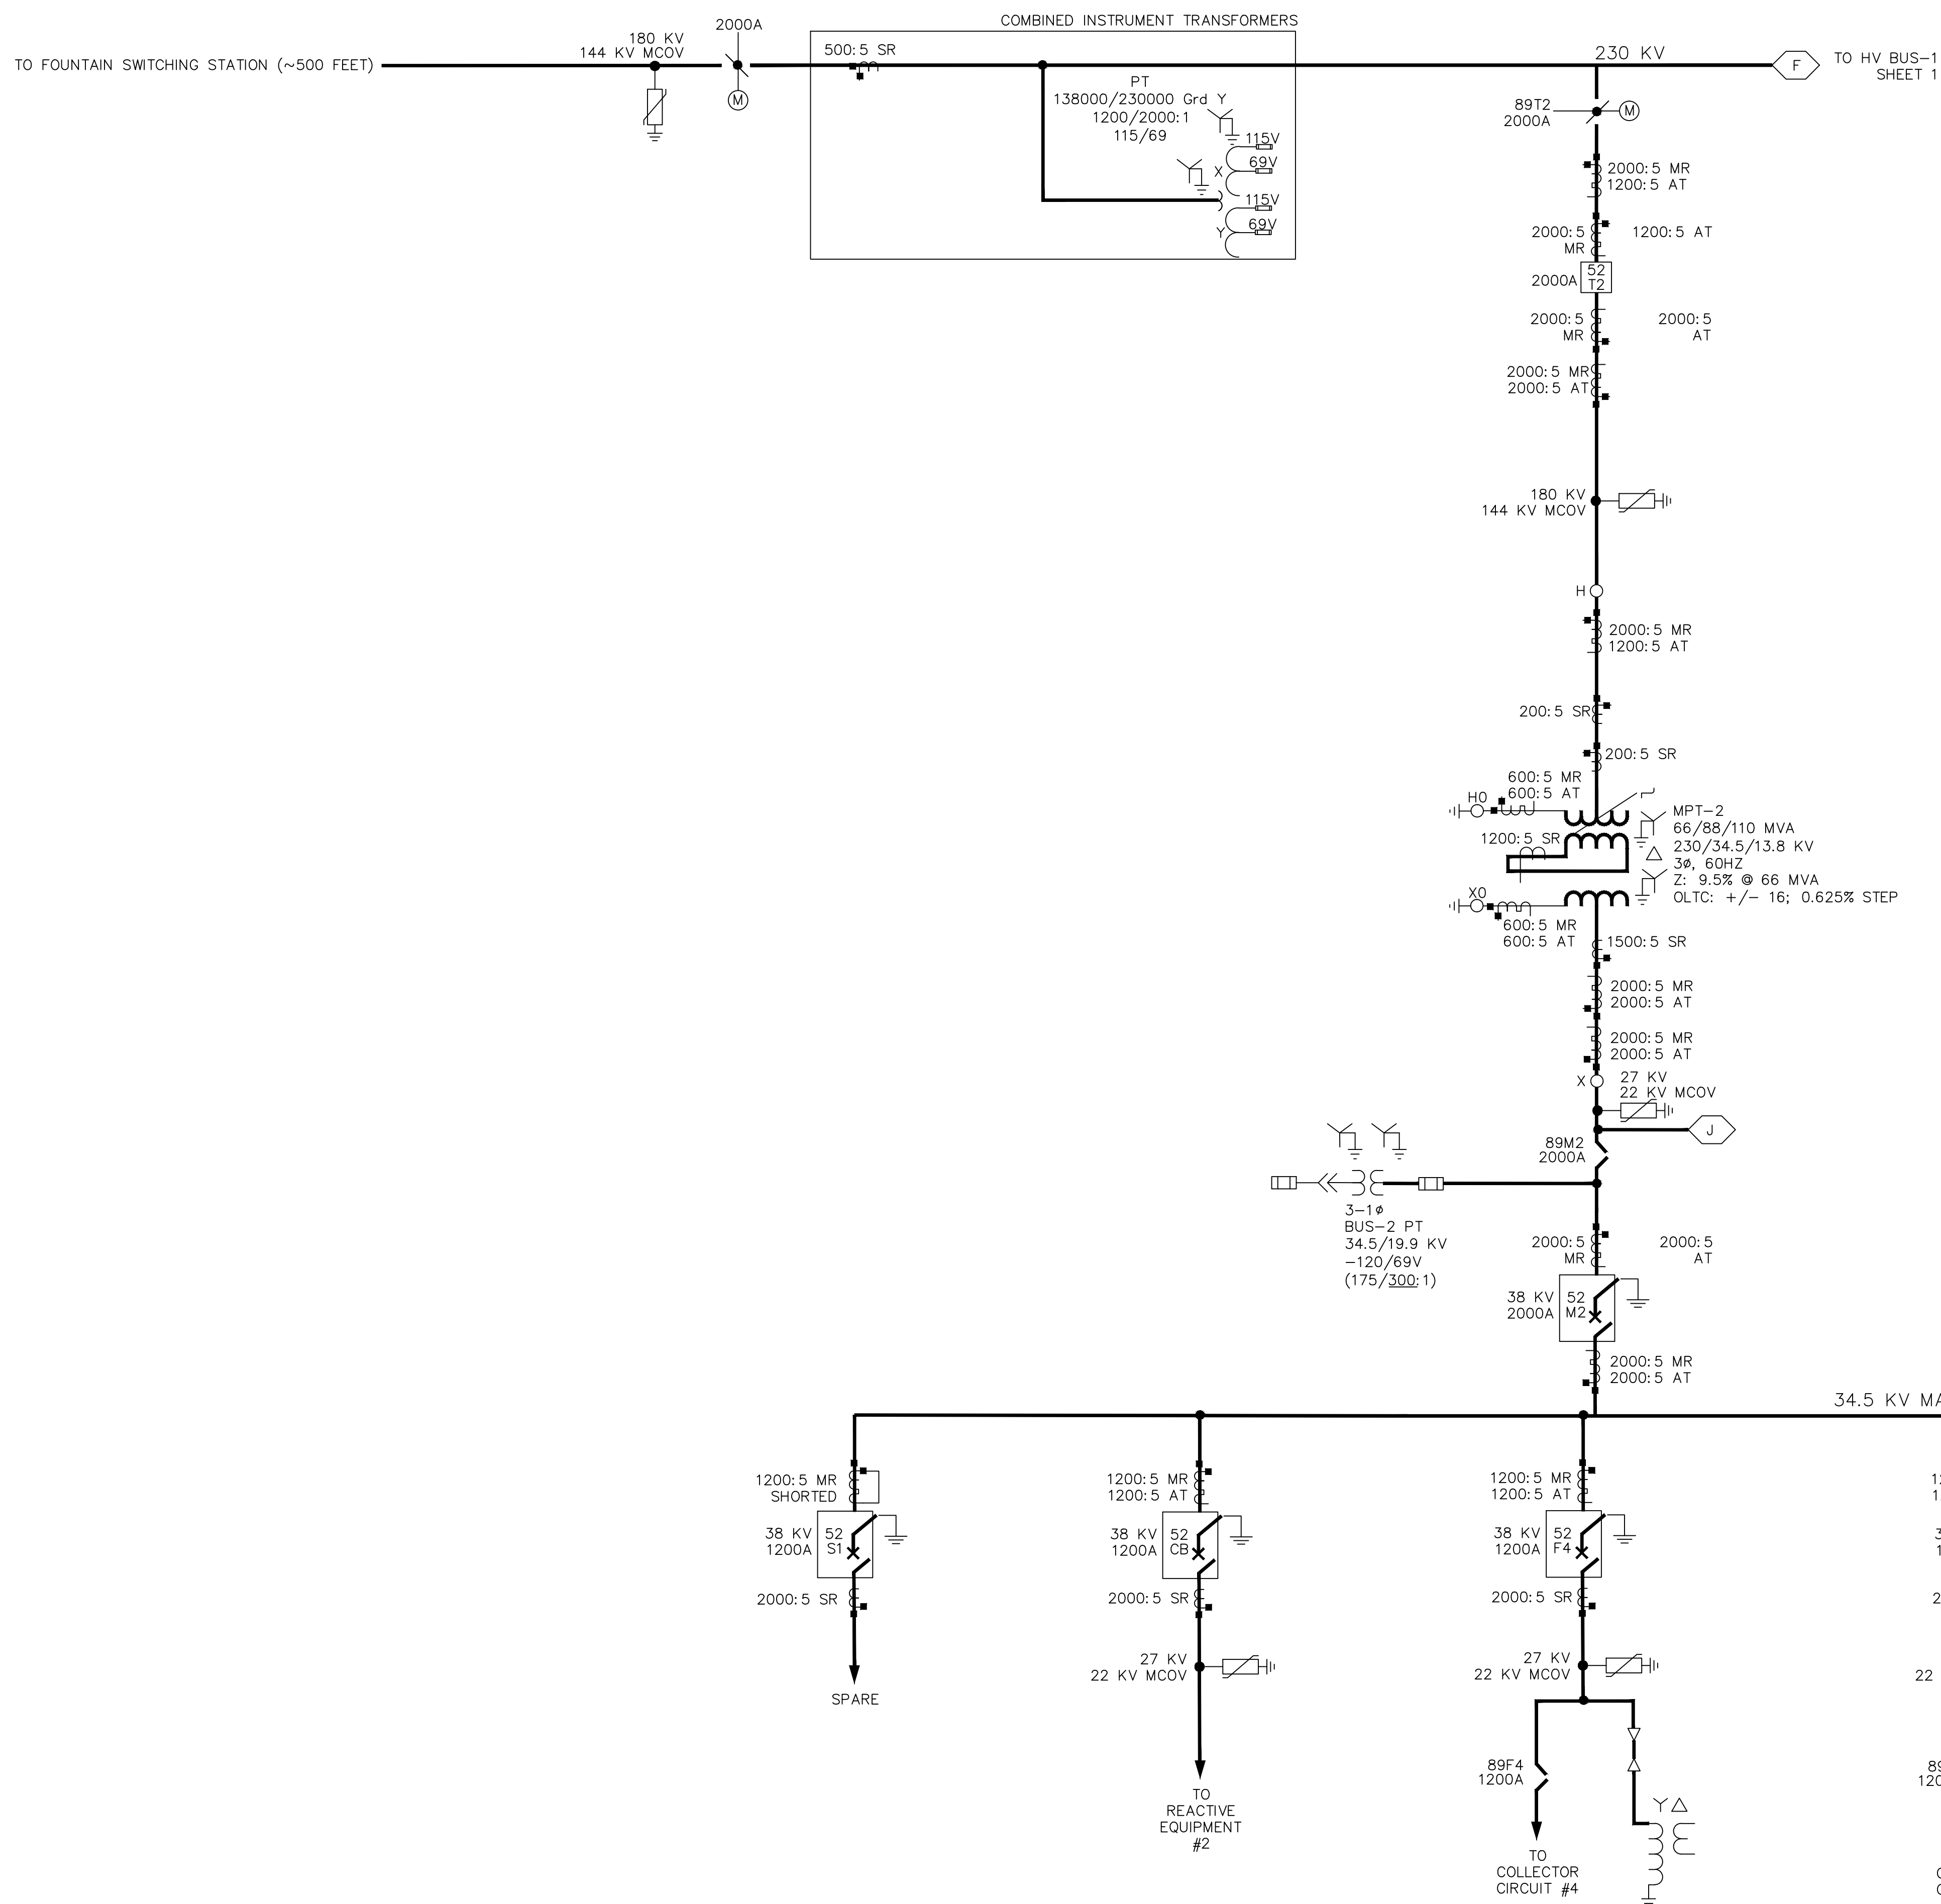 COMBINED INSTRUMENT TRANSFORMERS
2000A
180 KV
144 KV MCOV
TO FOUNTAIN SWITCHING STATION (~500 FEET)
M
500:5 SR
PT
138000/230000 Grd Y
1200/2000:1
115/69
115V
69V
X
115V
69V
Y
230 KV
F
TO HV BUS-1
SHEET 1
89T2
2000A
M
2000:5 MR
1200:5 AT
2000:5
MR
1200:5 AT
2000A
52
T2
2000:5
MR
2000:5
AT
2000:5 MR
2000:5 AT
180 KV
144 KV MCOV
H
2000:5 MR
1200:5 AT
200:5 SR
200:5 SR
600:5 MR
600:5 AT
H0
1200:5 SR
MPT-2
66/88/110 MVA
230/34.5/13.8 KV
3ø, 60HZ
Z: 9.5% @ 66 MVA
OLTC: +/- 16; 0.625% STEP
X0
600:5 MR
600:5 AT
1500:5 SR
2000:5 MR
2000:5 AT
2000:5 MR
2000:5 AT
X
27 KV
22 KV MCOV
J
89M2
2000A
3-1ø
BUS-2 PT
34.5/19.9 KV
-120/69V
(175/300:1)
2000:5
MR
2000:5
AT
38 KV
2000A
52
M2
2000:5 MR
2000:5 AT
34.5 KV MA
1200:5 MR
SHORTED
38 KV
1200A
52
S1
2000:5 SR
SPARE
1200:5 MR
1200:5 AT
38 KV
1200A
52
CB
2000:5 SR
27 KV
22 KV MCOV
TO
REACTIVE
EQUIPMENT
#2
1200:5 MR
1200:5 AT
38 KV
1200A
52
F4
2000:5 SR
27 KV
22 KV MCOV
89F4
1200A
TO
COLLECTOR
CIRCUIT #4
22